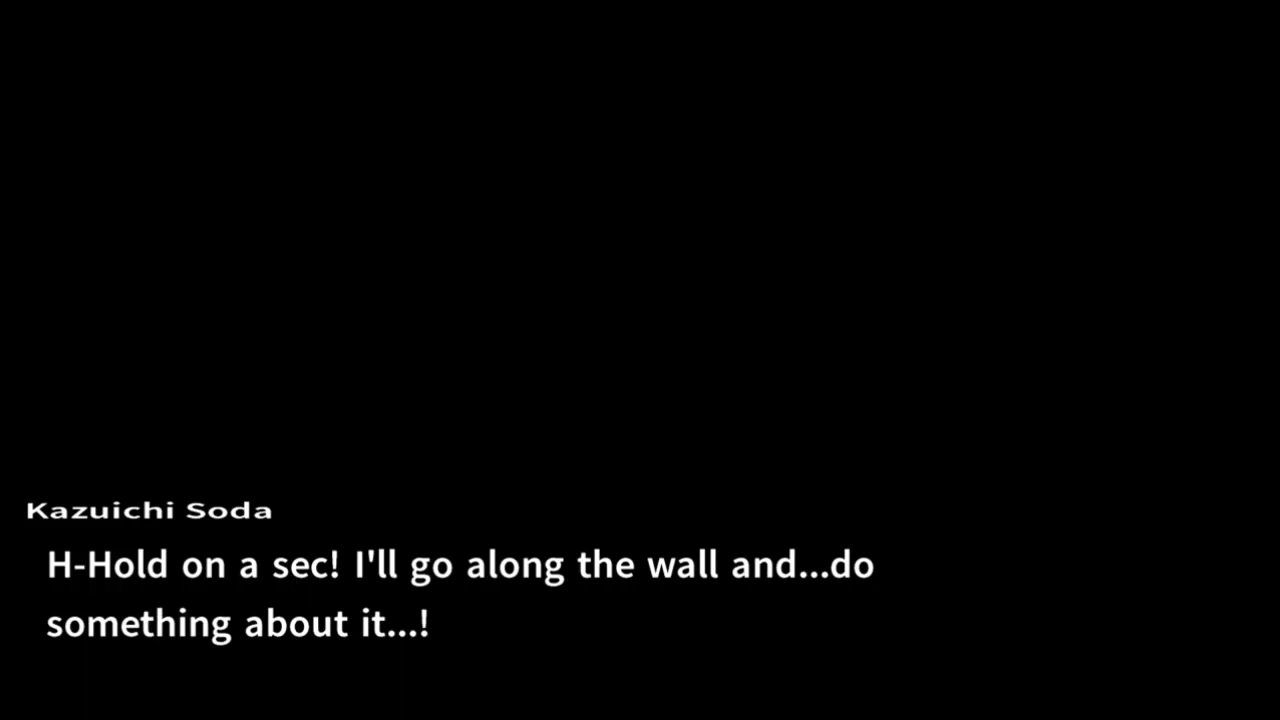 Kazuichi Soda
H-Hold on a sec! I'll go along the wall and...do
something about it...!